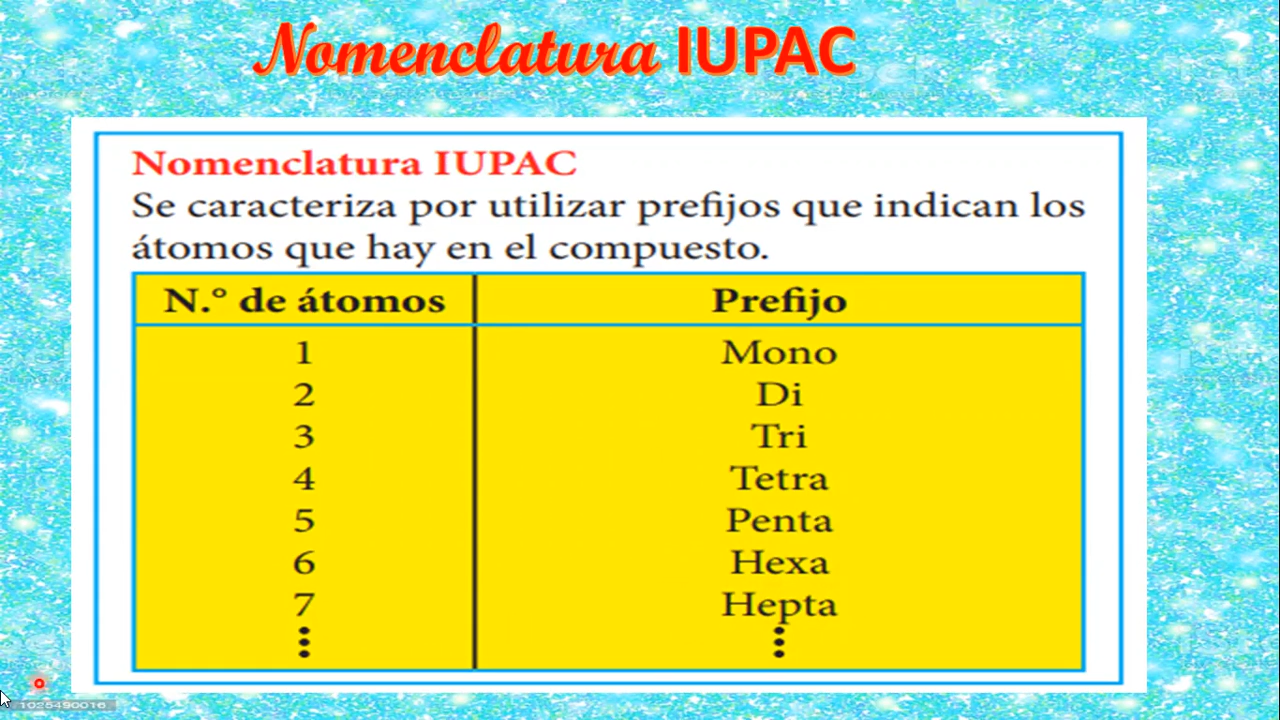 Nomenclatura IUPAC
Nomenclatura IUPAC
Se caracteriza por utilizar prefijos que indican los
átomos que hay en el compuesto.
N.° de átomos Prefijo
1 Mono
2 Di
3 Tri
4 Tetra
5 Penta
6 Hexa
7 Hepta
⋮ ⋮
1025490016